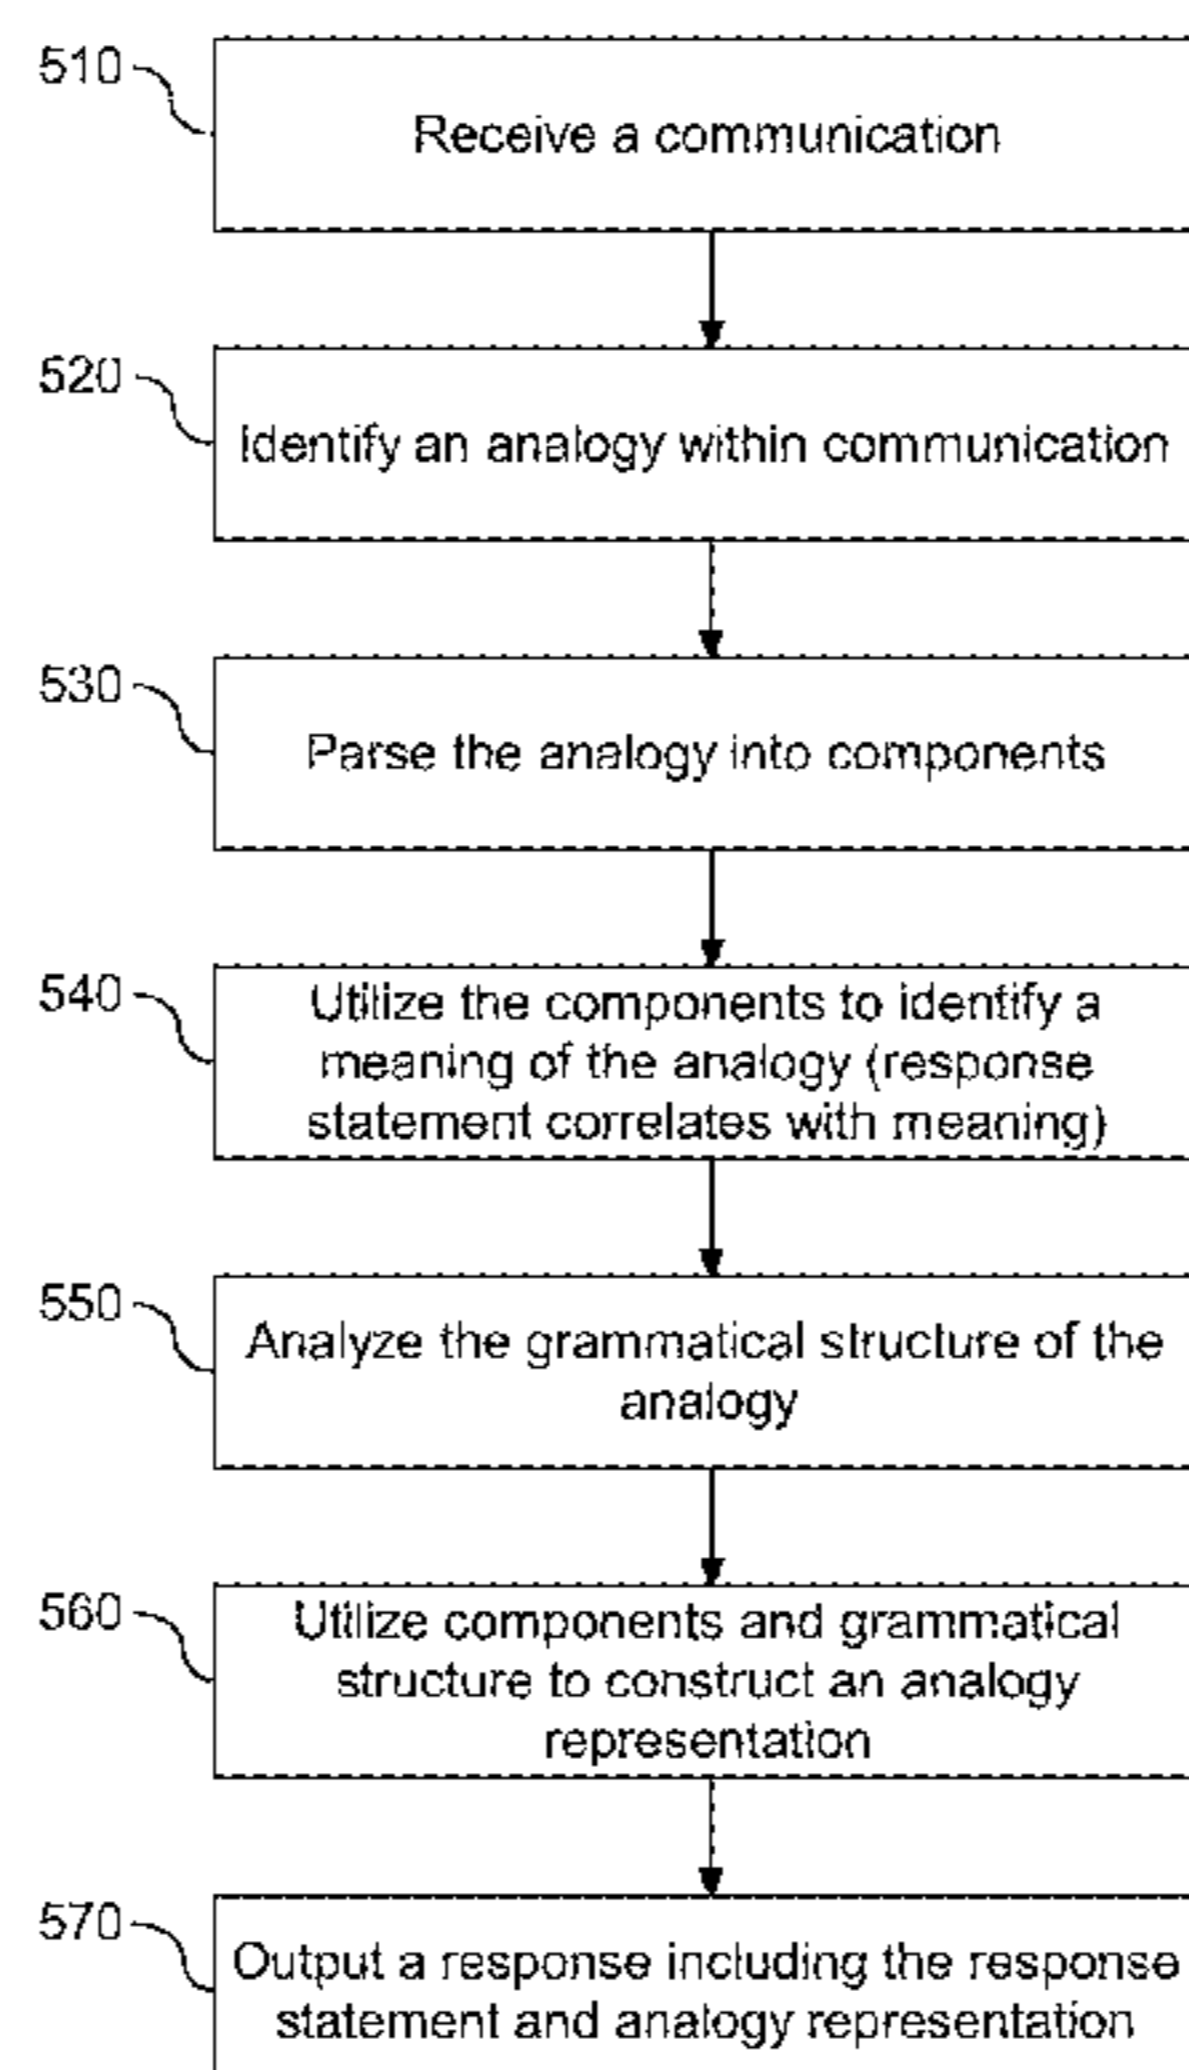 510
Receive a communication
520
Identify an analogy within communication
530
Parse the analogy into components
540
Utilize the components to identify a
meaning of the analogy (response
statement correlates with meaning)
550
Analyze the grammatical structure of the
analogy
560
Utilize components and grammatical
structure to construct an analogy
representation
570
Output a response including the response
statement and analogy representation